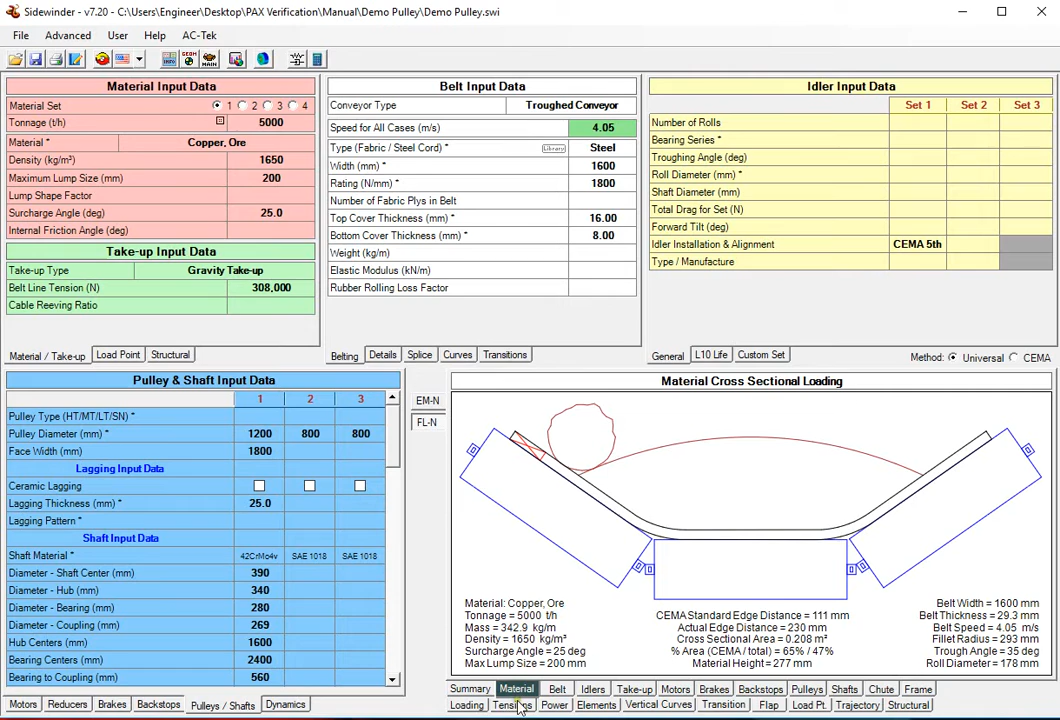 Sidewinder - v7.20 - C:\Users\Engineer\Desktop\PAX Verification\Manual\Demo Pulley\Demo Pulley.swi
File Advanced User Help AC-Tek
Material Input Data
Material Set 1 2 3 4
Tonnage (t/h) 5000
Material * Copper, Ore
Density (kg/m³) 1650
Maximum Lump Size (mm) 200
Lump Shape Factor
Surcharge Angle (deg) 25.0
Internal Friction Angle (deg)
Take-up Input Data
Take-up Type Gravity Take-up
Belt Line Tension (N) 308,000
Cable Reeving Ratio
Material / Take-up Load Point Structural
Belt Input Data
Conveyor Type Troughed Conveyor
Speed for All Cases (m/s) 4.05
Type (Fabric / Steel Cord) * Library Steel
Width (mm) * 1600
Rating (N/mm) * 1800
Number of Fabric Plys in Belt
Top Cover Thickness (mm) * 16.00
Bottom Cover Thickness (mm) * 8.00
Weight (kg/m)
Elastic Modulus (kN/m)
Rubber Rolling Loss Factor
Belting Details Splice Curves Transitions
Idler Input Data
Set 1 Set 2 Set 3
Number of Rolls
Bearing Series *
Troughing Angle (deg)
Roll Diameter (mm) *
Shaft Diameter (mm)
Total Drag for Set (N)
Forward Tilt (deg)
Idler Installation & Alignment CEMA 5th
Type / Manufacture
General L10 Life Custom Set Method: Universal CEMA
Pulley & Shaft Input Data
1 2 3
Pulley Type (HT/MT/LT/SN)
Pulley Diameter (mm) * 1200 800 800
Face Width (mm) 1800
Lagging Input Data
Ceramic Lagging
Lagging Thickness (mm) * 25.0
Lagging Pattern *
Shaft Input Data
Shaft Material * 42CrMo4v SAE 1018 SAE 1018
Diameter - Shaft Center (mm) 390
Diameter - Hub (mm) 340
Diameter - Bearing (mm) 280
Diameter - Coupling (mm) 269
Hub Centers (mm) 1600
Bearing Centers (mm) 2400
Bearing to Coupling (mm) 560
Motors Reducers Brakes Backstops Pulleys / Shafts Dynamics
EM-N
FL-N
Material Cross Sectional Loading
Material: Copper, Ore
Tonnage = 5000 t/h
Mass = 342.9 kg/m
Density = 1650 kg/m³
Surcharge Angle = 25 deg
Max Lump Size = 200 mm
CEMA Standard Edge Distance = 111 mm
Actual Edge Distance = 230 mm
Cross Sectional Area = 0.208 m²
% Area (CEMA / total) = 65% / 47%
Material Height = 277 mm
Belt Width = 1600 mm
Belt Thickness = 29.3 mm
Belt Speed = 4.05 m/s
Fillet Radius = 293 mm
Trough Angle = 35 deg
Roll Diameter = 178 mm
Summary Material Belt Idlers Take-up Motors Brakes Backstops Pulleys Shafts Chute Frame
Loading Tensions Power Elements Vertical Curves Transition Flap Load Pt. Trajectory Structural